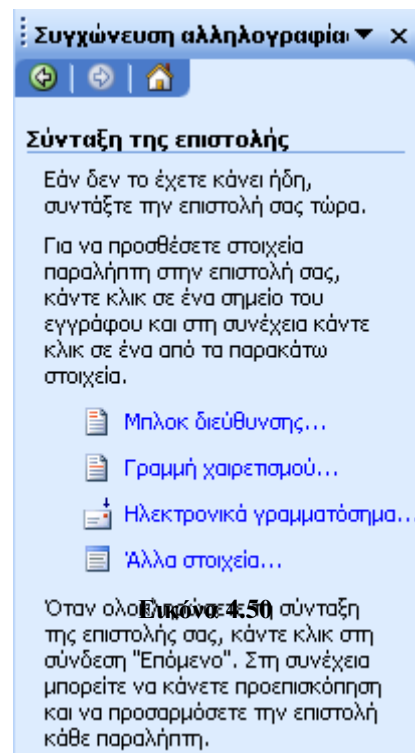 Συγχώνευση αλληλογραφία
Σύνταξη της επιστολής
Εάν δεν το έχετε κάνει ήδη,
συντάξτε την επιστολή σας τώρα.
Για να προσθέσετε στοιχεία
παραλήπτη στην επιστολή σας,
κάντε κλικ σε ένα σημείο του
εγγράφου και στη συνέχεια κάντε
κλικ σε ένα από τα παρακάτω
στοιχεία.
Μπλοκ διεύθυνσης...
Γραμμή χαιρετισμού...
Ηλεκτρονικά γραμματόσημα...
Άλλα στοιχεία...
Όταν σύνταξη
Εικόνα 4.50
της επιστολής σας, κάντε κλικ στη
σύνδεση "Επόμενο". Στη συνέχεια
μπορείτε να κάνετε προεπισκόπηση
και να προσαρμόσετε την επιστολή
κάθε παραλήπτη.